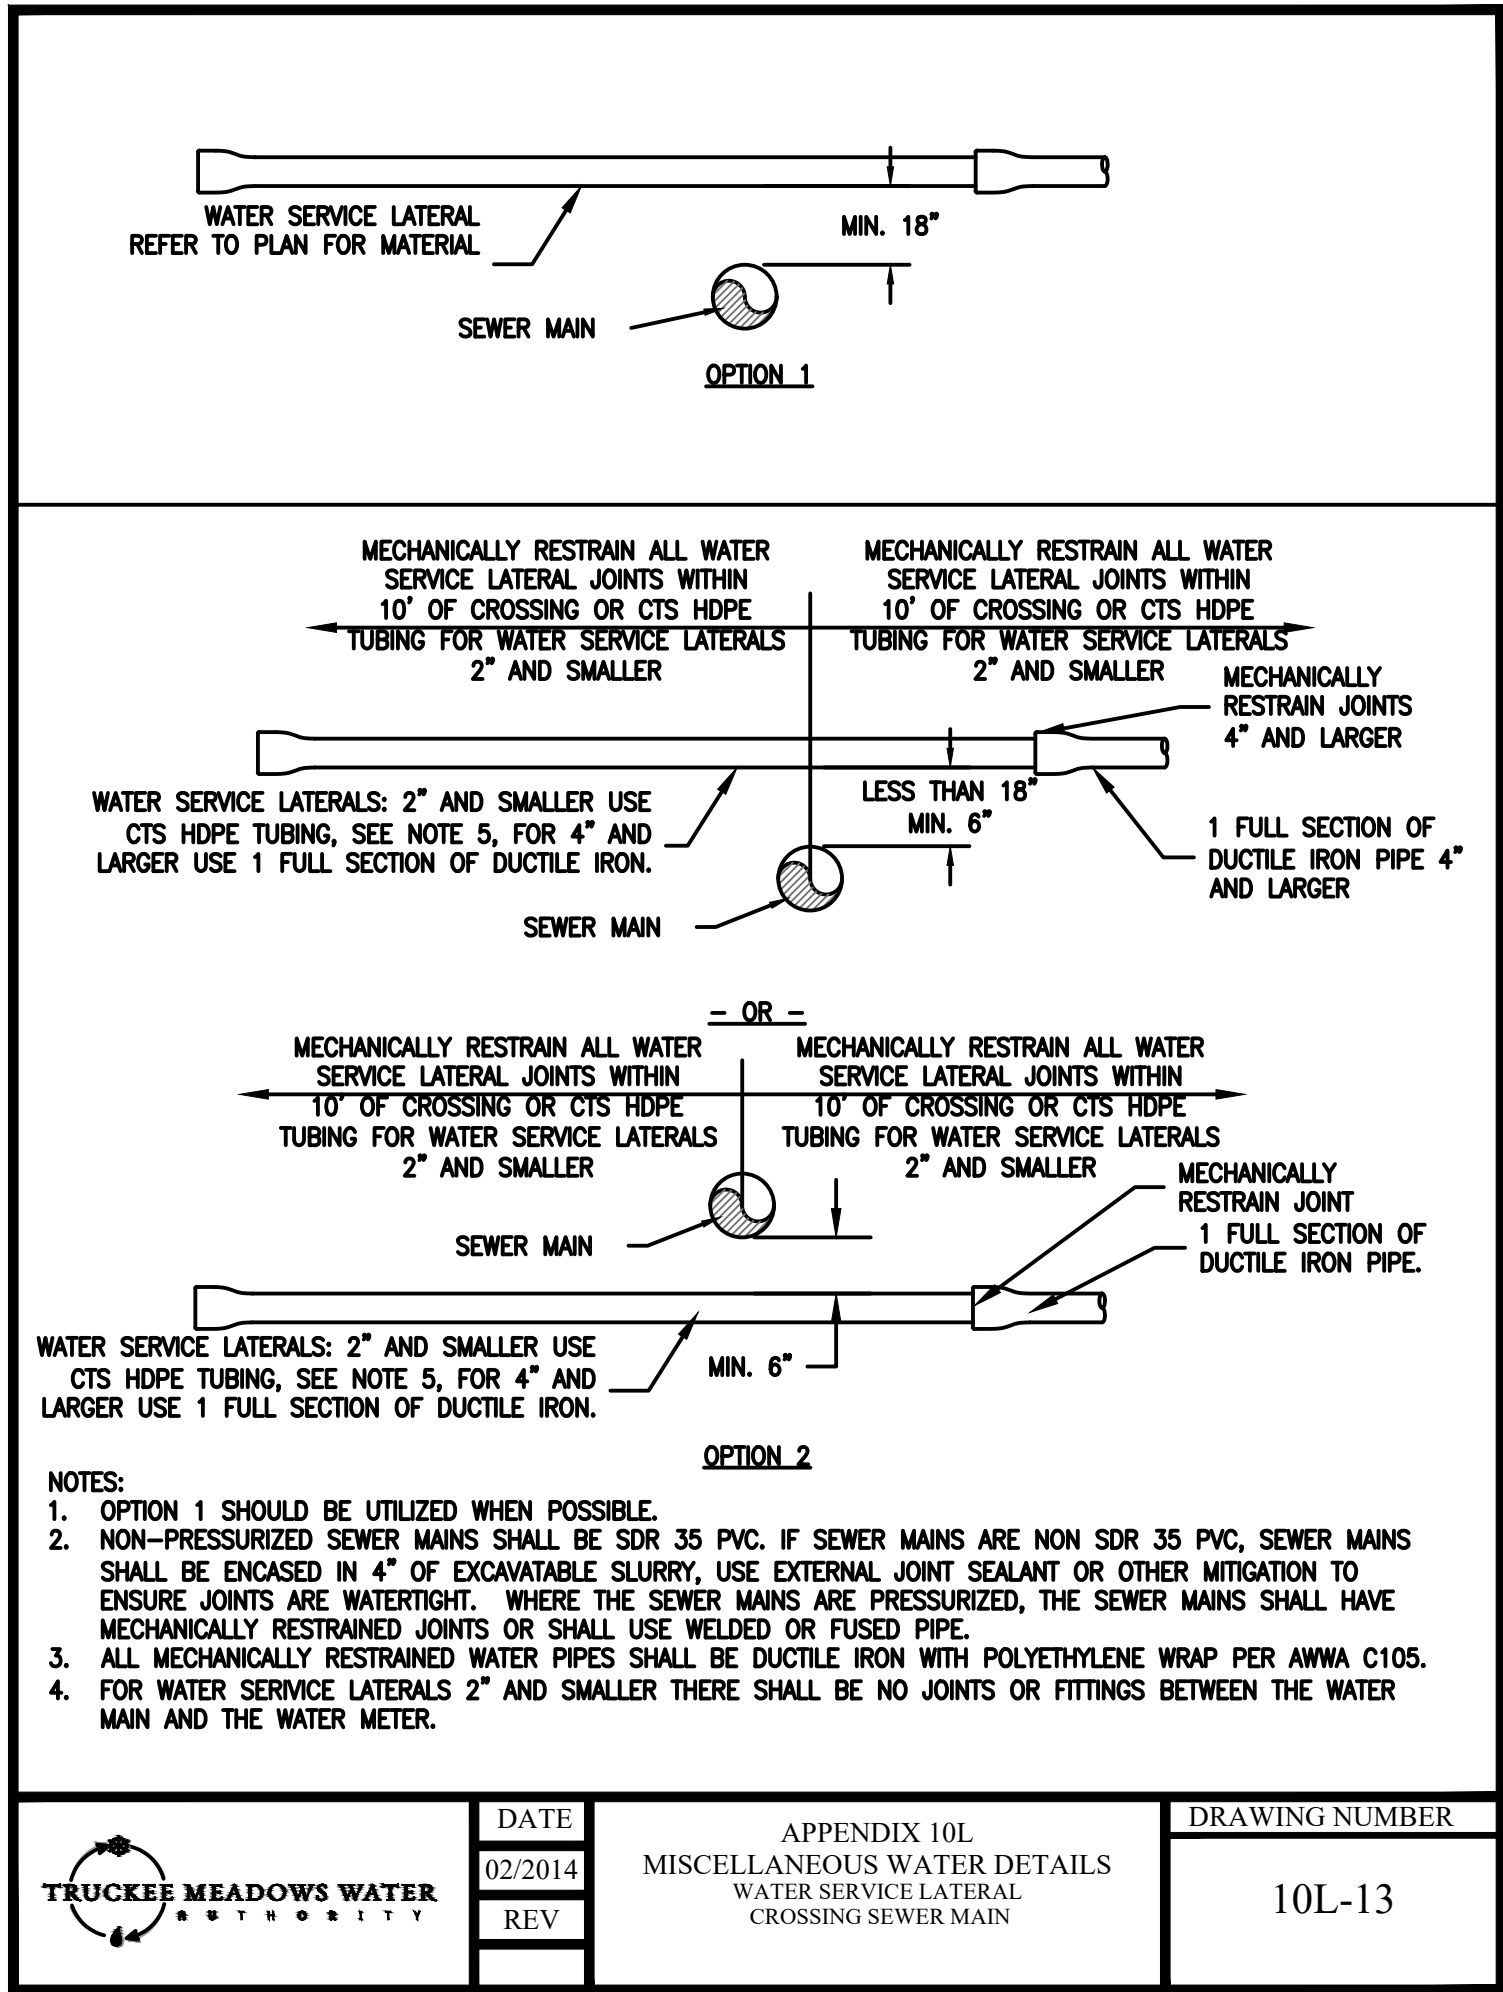 WATER SERVICE LATERAL
REFER TO PLAN FOR MATERIAL
MIN. 18"
SEWER MAIN
OPTION 1
MECHANICALLY RESTRAIN ALL WATER
SERVICE LATERAL JOINTS WITHIN
10' OF CROSSING OR CTS HDPE
TUBING FOR WATER SERVICE LATERALS
2" AND SMALLER
MECHANICALLY RESTRAIN ALL WATER
SERVICE LATERAL JOINTS WITHIN
10' OF CROSSING OR CTS HDPE
TUBING FOR WATER SERVICE LATERALS
2" AND SMALLER
MECHANICALLY
RESTRAIN JOINTS
4" AND LARGER
WATER SERVICE LATERALS: 2" AND SMALLER USE
CTS HDPE TUBING, SEE NOTE 5, FOR 4" AND
LARGER USE 1 FULL SECTION OF DUCTILE IRON.
LESS THAN 18"
MIN. 6"
1 FULL SECTION OF
DUCTILE IRON PIPE 4"
AND LARGER
SEWER MAIN
- OR -
MECHANICALLY RESTRAIN ALL WATER
SERVICE LATERAL JOINTS WITHIN
10' OF CROSSING OR CTS HDPE
TUBING FOR WATER SERVICE LATERALS
2" AND SMALLER
MECHANICALLY RESTRAIN ALL WATER
SERVICE LATERAL JOINTS WITHIN
10' OF CROSSING OR CTS HDPE
TUBING FOR WATER SERVICE LATERALS
2" AND SMALLER
MECHANICALLY
RESTRAIN JOINT
1 FULL SECTION OF
DUCTILE IRON PIPE.
SEWER MAIN
WATER SERVICE LATERALS: 2" AND SMALLER USE
CTS HDPE TUBING, SEE NOTE 5, FOR 4" AND
LARGER USE 1 FULL SECTION OF DUCTILE IRON.
MIN. 6"
OPTION 2
NOTES:
1. OPTION 1 SHOULD BE UTILIZED WHEN POSSIBLE.
2. NON-PRESSURIZED SEWER MAINS SHALL BE SDR 35 PVC. IF SEWER MAINS ARE NON SDR 35 PVC, SEWER MAINS
SHALL BE ENCASED IN 4" OF EXCAVATABLE SLURRY, USE EXTERNAL JOINT SEALANT OR OTHER MITIGATION TO
ENSURE JOINTS ARE WATERTIGHT. WHERE THE SEWER MAINS ARE PRESSURIZED, THE SEWER MAINS SHALL HAVE
MECHANICALLY RESTRAINED JOINTS OR SHALL USE WELDED OR FUSED PIPE.
3. ALL MECHANICALLY RESTRAINED WATER PIPES SHALL BE DUCTILE IRON WITH POLYETHYLENE WRAP PER AWWA C105.
4. FOR WATER SERIVICE LATERALS 2" AND SMALLER THERE SHALL BE NO JOINTS OR FITTINGS BETWEEN THE WATER
MAIN AND THE WATER METER.
TRUCKEE MEADOWS WATER
AUTHORITY
DATE
02/2014
REV
APPENDIX 10L
MISCELLANEOUS WATER DETAILS
WATER SERVICE LATERAL
CROSSING SEWER MAIN
DRAWING NUMBER
10L-13